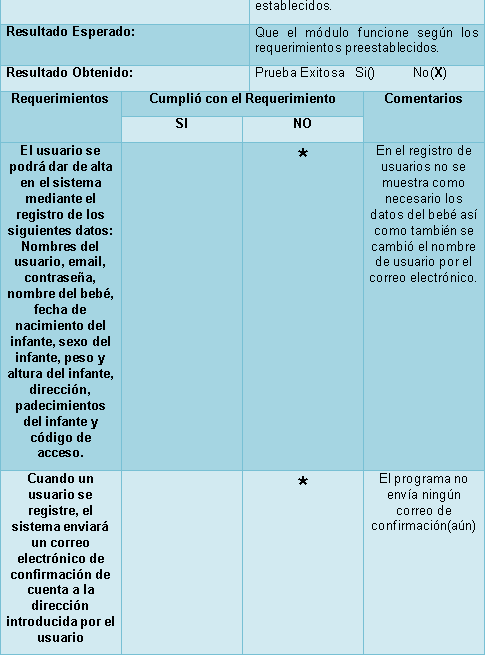 establecidos.
Resultado Esperado: Que el módulo funcione según los
requerimientos preestablecidos.
Resultado Obtenido: Prueba Exitosa Si() No(X)
Requerimientos Cumplió con el Requerimiento Comentarios
SI NO
El usuario se
podrá dar de alta
en el sistema
mediante el
registro de los
siguientes datos:
Nombres del
usuario, email,
contraseña,
nombre del bebé,
fecha de
nacimiento del
infante, sexo del
infante, peso y
altura del infante,
dirección,
padecimientos
del infante y
código de
acceso.
*
En el registro de
usuarios no se
muestra como
necesario los
datos del bebé así
como también se
cambió el nombre
de usuario por el
correo electrónico.
Cuando un
usuario se
registre, el
sistema enviará
un correo
electrónico de
confirmación de
cuenta a la
dirección
introducida por el
usuario
*
El programa no
envía ningún
correo de
confirmación(aún)